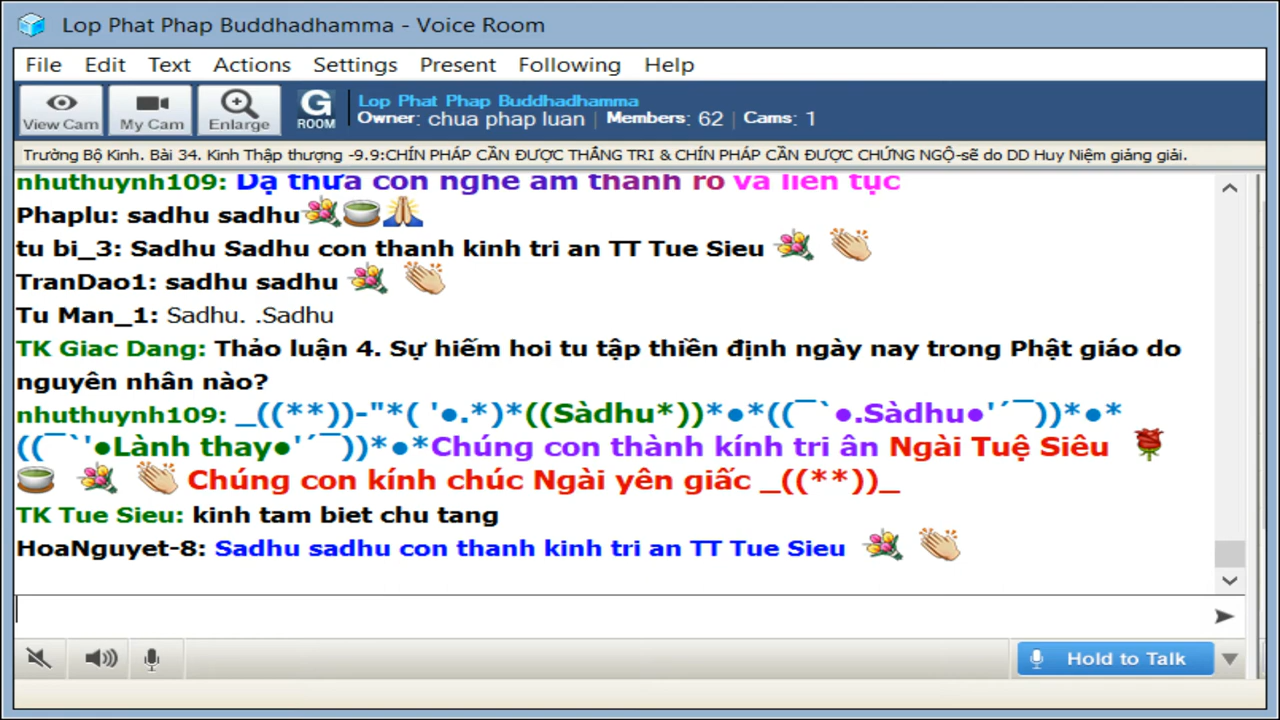 Lop Phat Phap Buddhadhamma - Voice Room
File Edit Text Actions Settings Present Following Help
View Cam My Cam Enlarge G ROOM
Lop Phat Phap Buddhadhamma
Owner: chua phap luan | Members: 62 | Cams: 1
Trường Bộ Kinh. Bài 34. Kinh Thập thượng -9.9:CHÍN PHÁP CẦN ĐƯỢC THẮNG TRI & CHÍN PHÁP CẦN ĐƯỢC CHỨNG NGỘ-sẽ do DD Huy Niệm giảng giải.
nhuthuynh109: Dạ thưa con nghe âm thanh rõ và liên tục
Phaplu: sadhu sadhu
tu bi_3: Sadhu Sadhu con thanh kinh tri an TT Tue Sieu
TranDao1: sadhu sadhu
Tu Man_1: Sadhu. .Sadhu
TK Giac Dang: Thảo luận 4. Sự hiếm hoi tu tập thiền định ngày nay trong Phật giáo do
nguyên nhân nào?
nhuthuynh109: _((**))-"*( '●.*)*((Sàdhu*))*●*((¯`●.Sàdhu●'´¯))*●*
((¯`'●Lành thay●'´¯))*●*Chúng con thành kính tri ân Ngài Tuệ Siêu
Chúng con kính chúc Ngài yên giấc _((**))_
TK Tue Sieu: kinh tam biet chu tang
HoaNguyet-8: Sadhu sadhu con thanh kinh tri an TT Tue Sieu
Hold to Talk